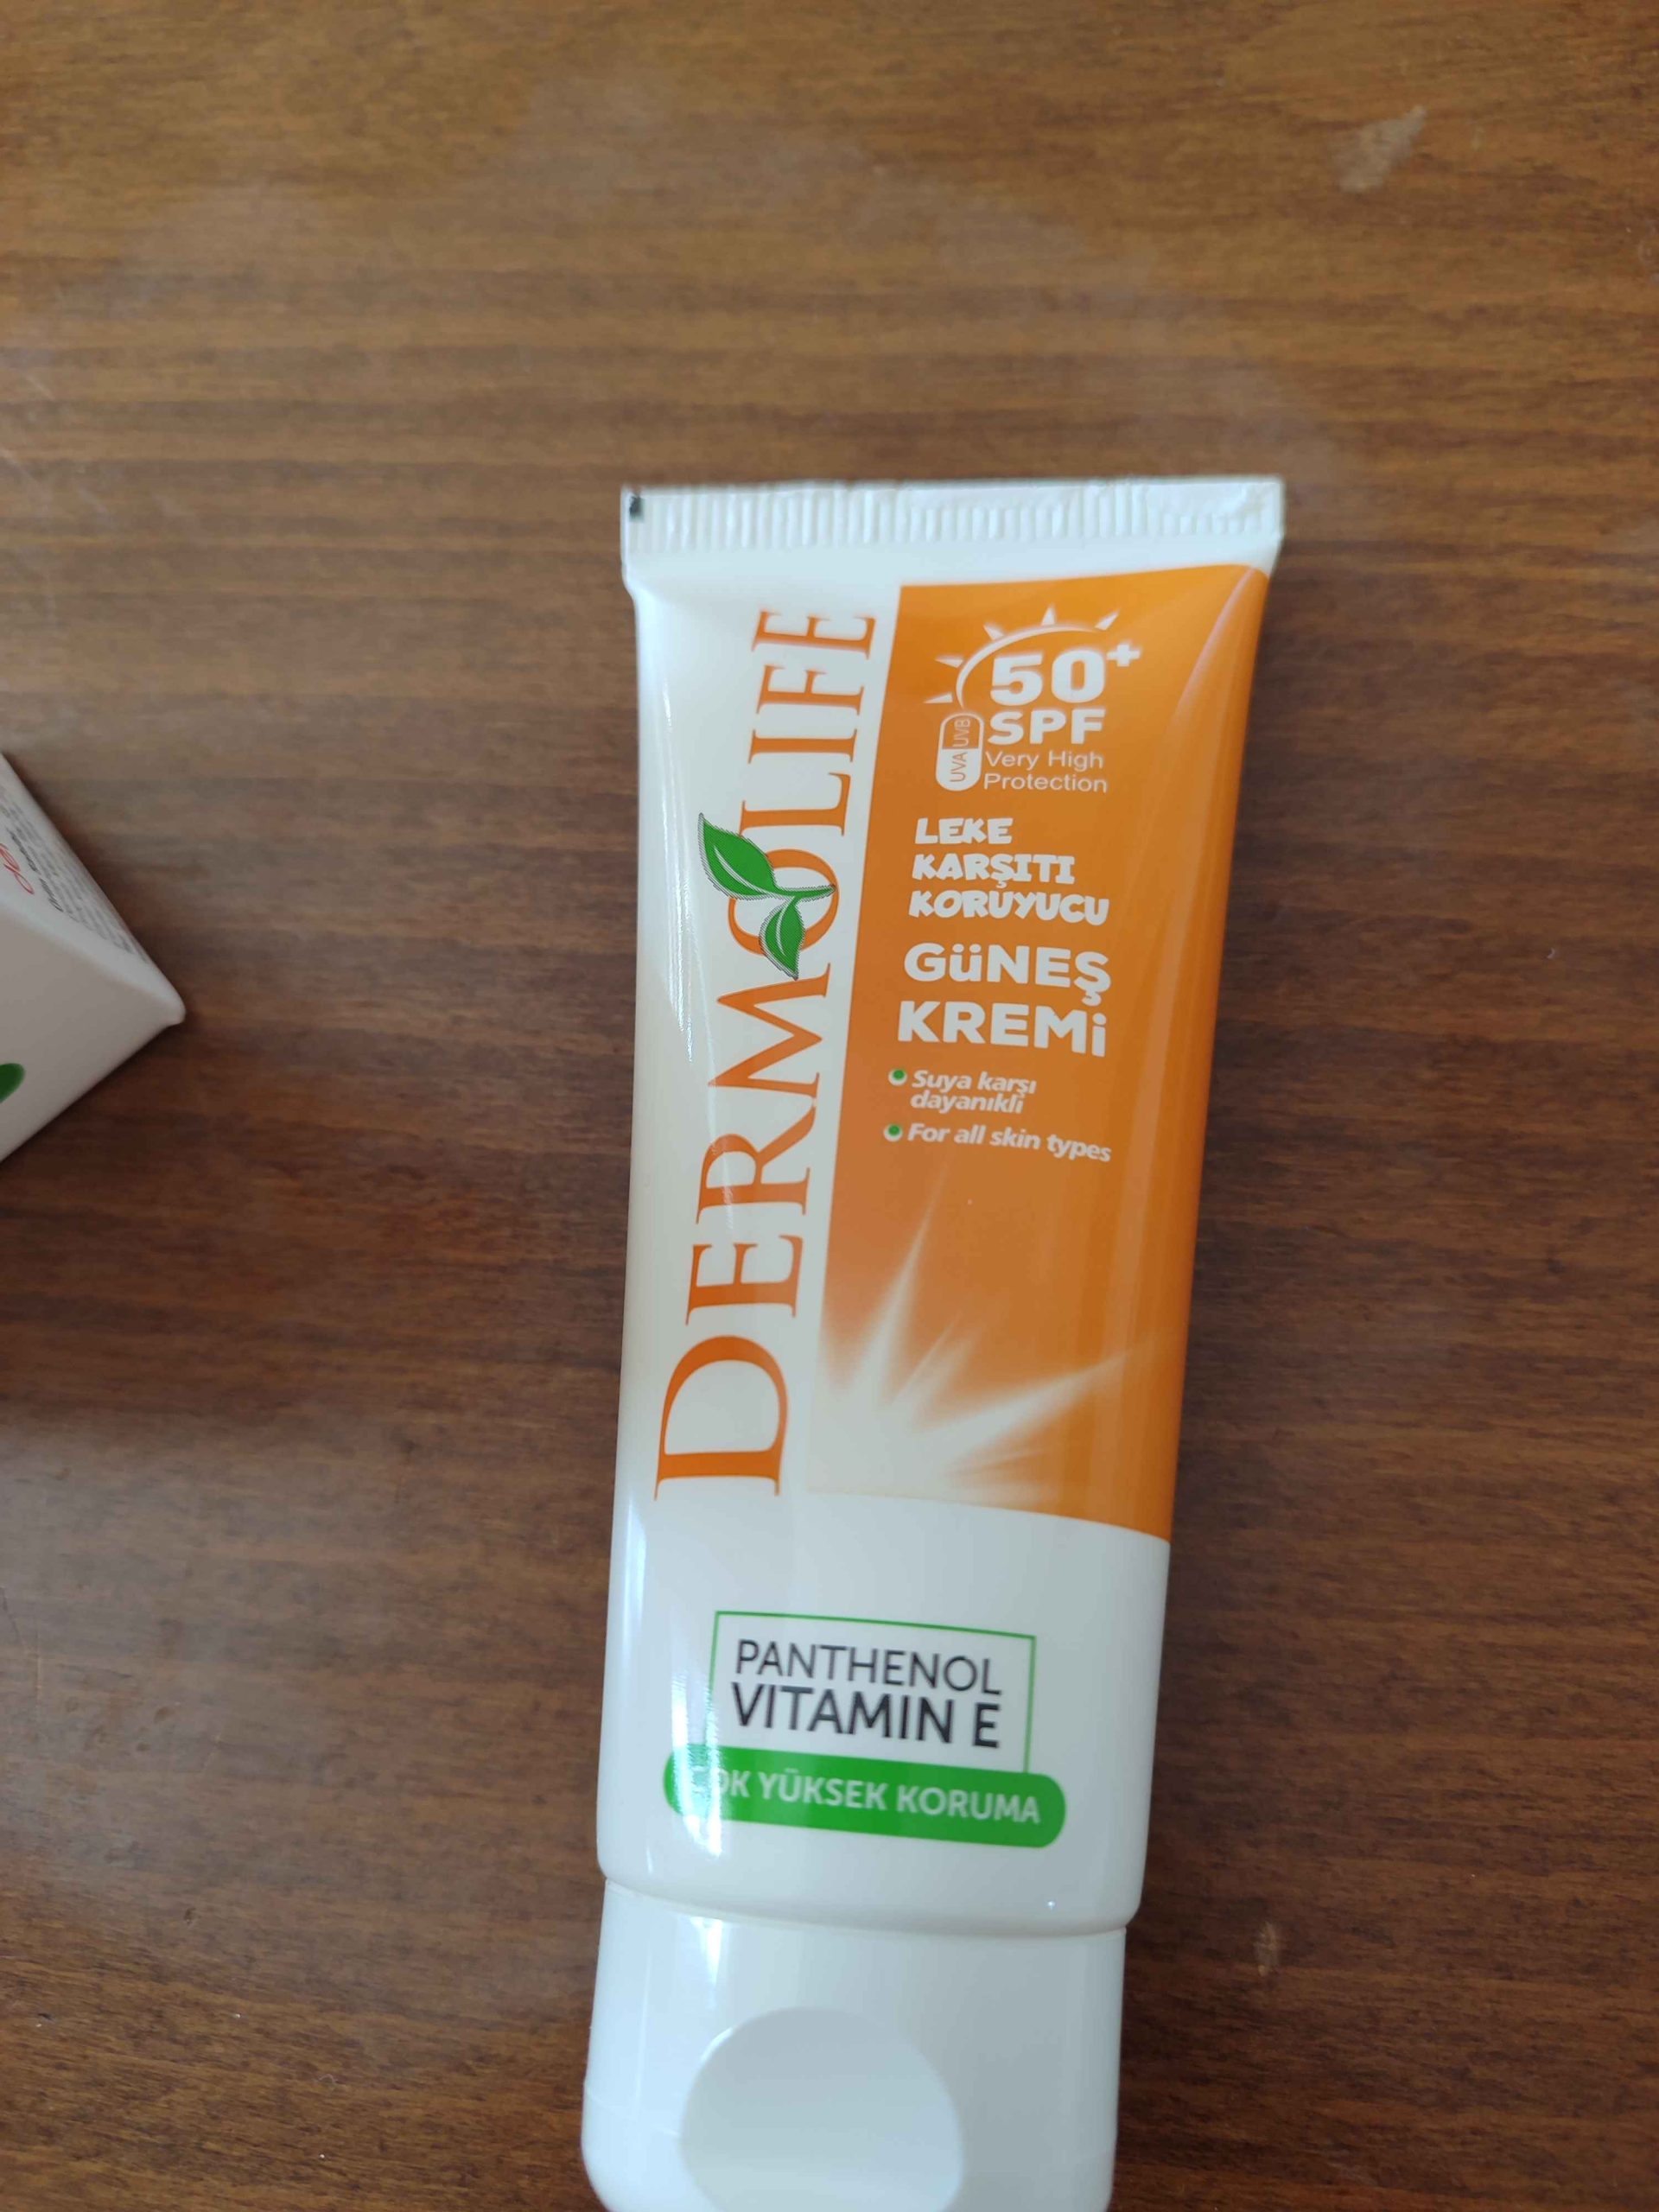 DERMOLIFE
50+
SPF
UVA UVB
Very High
Protection
LEKE
KARŞITI
KORUYUCU
GüNEŞ
KREMi
Suya karşı
dayanıklı
For all skin types
PANTHENOL
VITAMIN E
YÜKSEK KORUMA